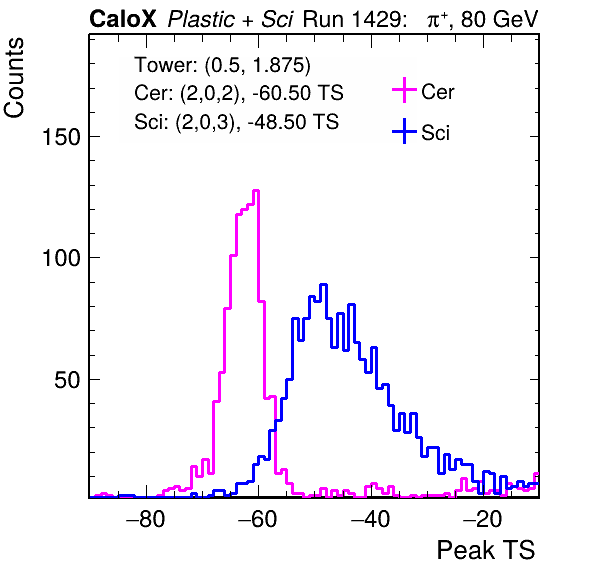 CaloX Plastic + Sci Run 1429: π⁺, 80 GeV
Counts
Tower: (0.5, 1.875)
Cer: (2,0,2), -60.50 TS
Sci: (2,0,3), -48.50 TS
Cer
Sci
150
100
50
−80 −60 −40 −20
Peak TS